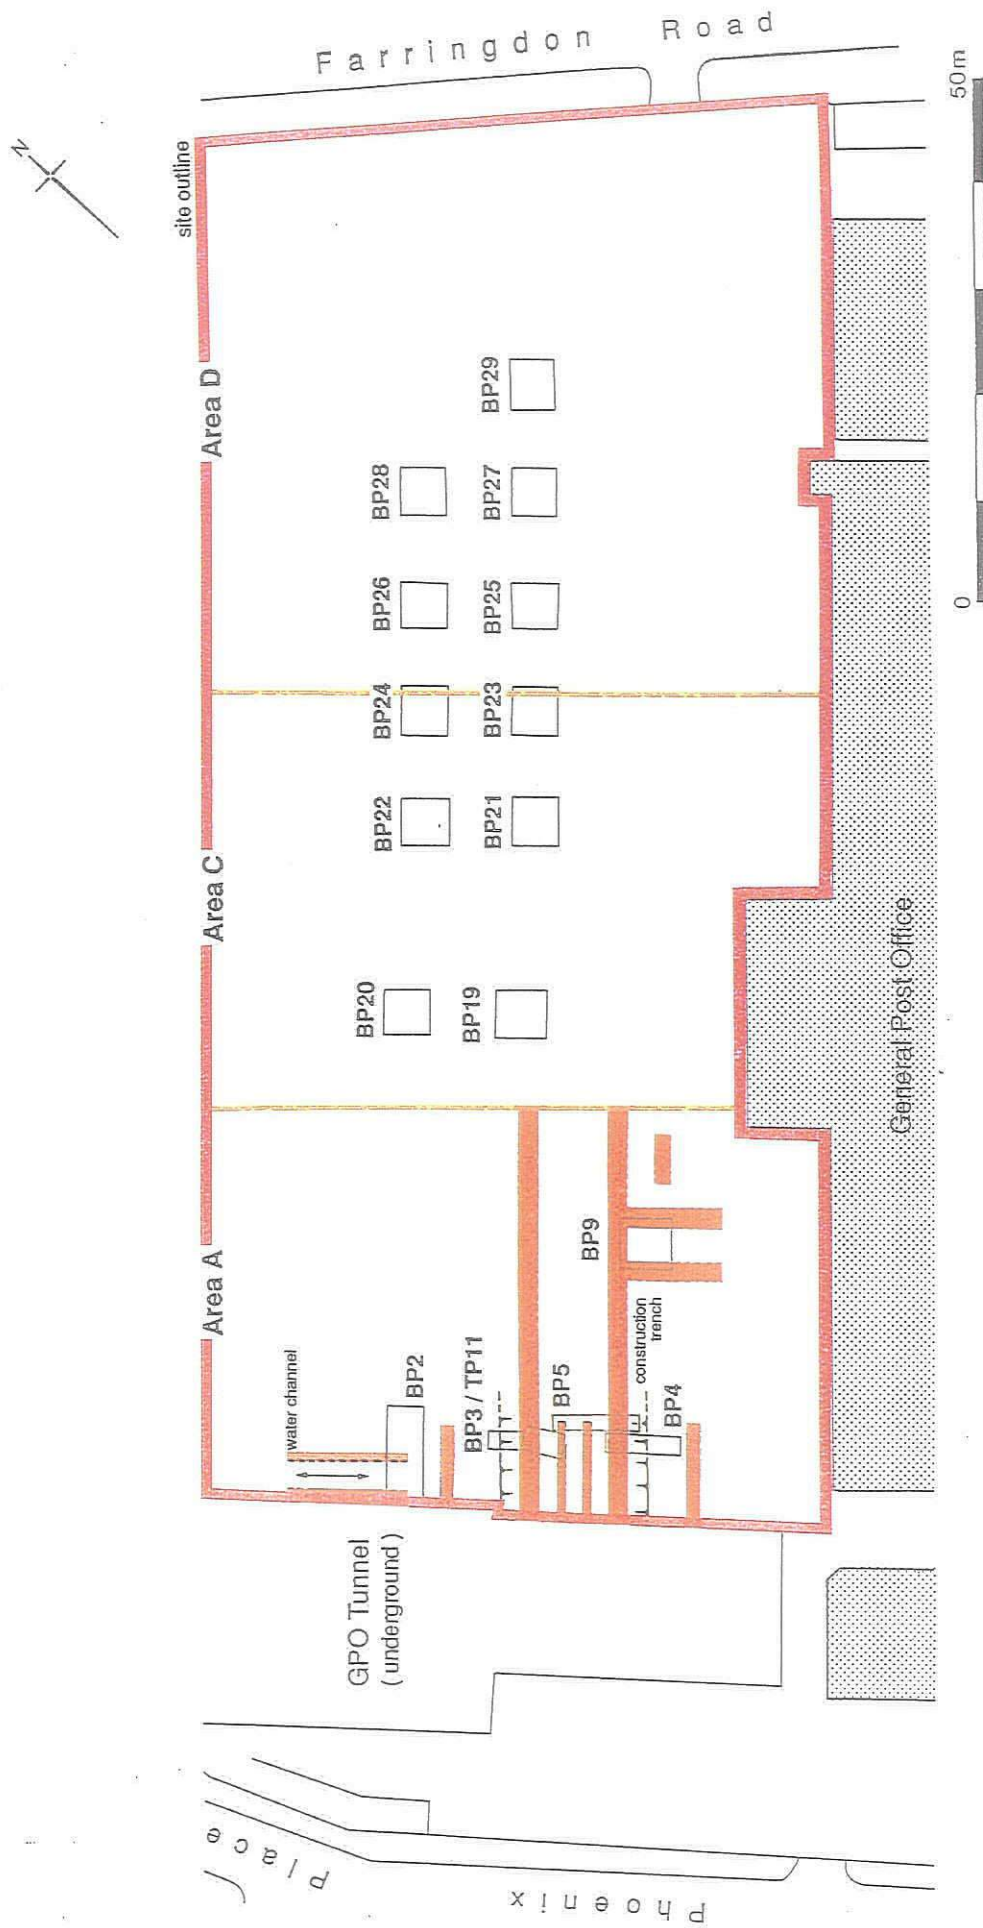 Farringdon Road
N
site outline
50m
0
Area D
BP29
BP28
BP27
BP26
BP25
BP24
BP23
Area C
BP22
BP21
BP20
BP19
General Post Office
Area A
BP9
construction
trench
water channel
BP2
BP3 / TP11
BP5
BP4
GPO Tunnel
(underground)
Phoenix Place